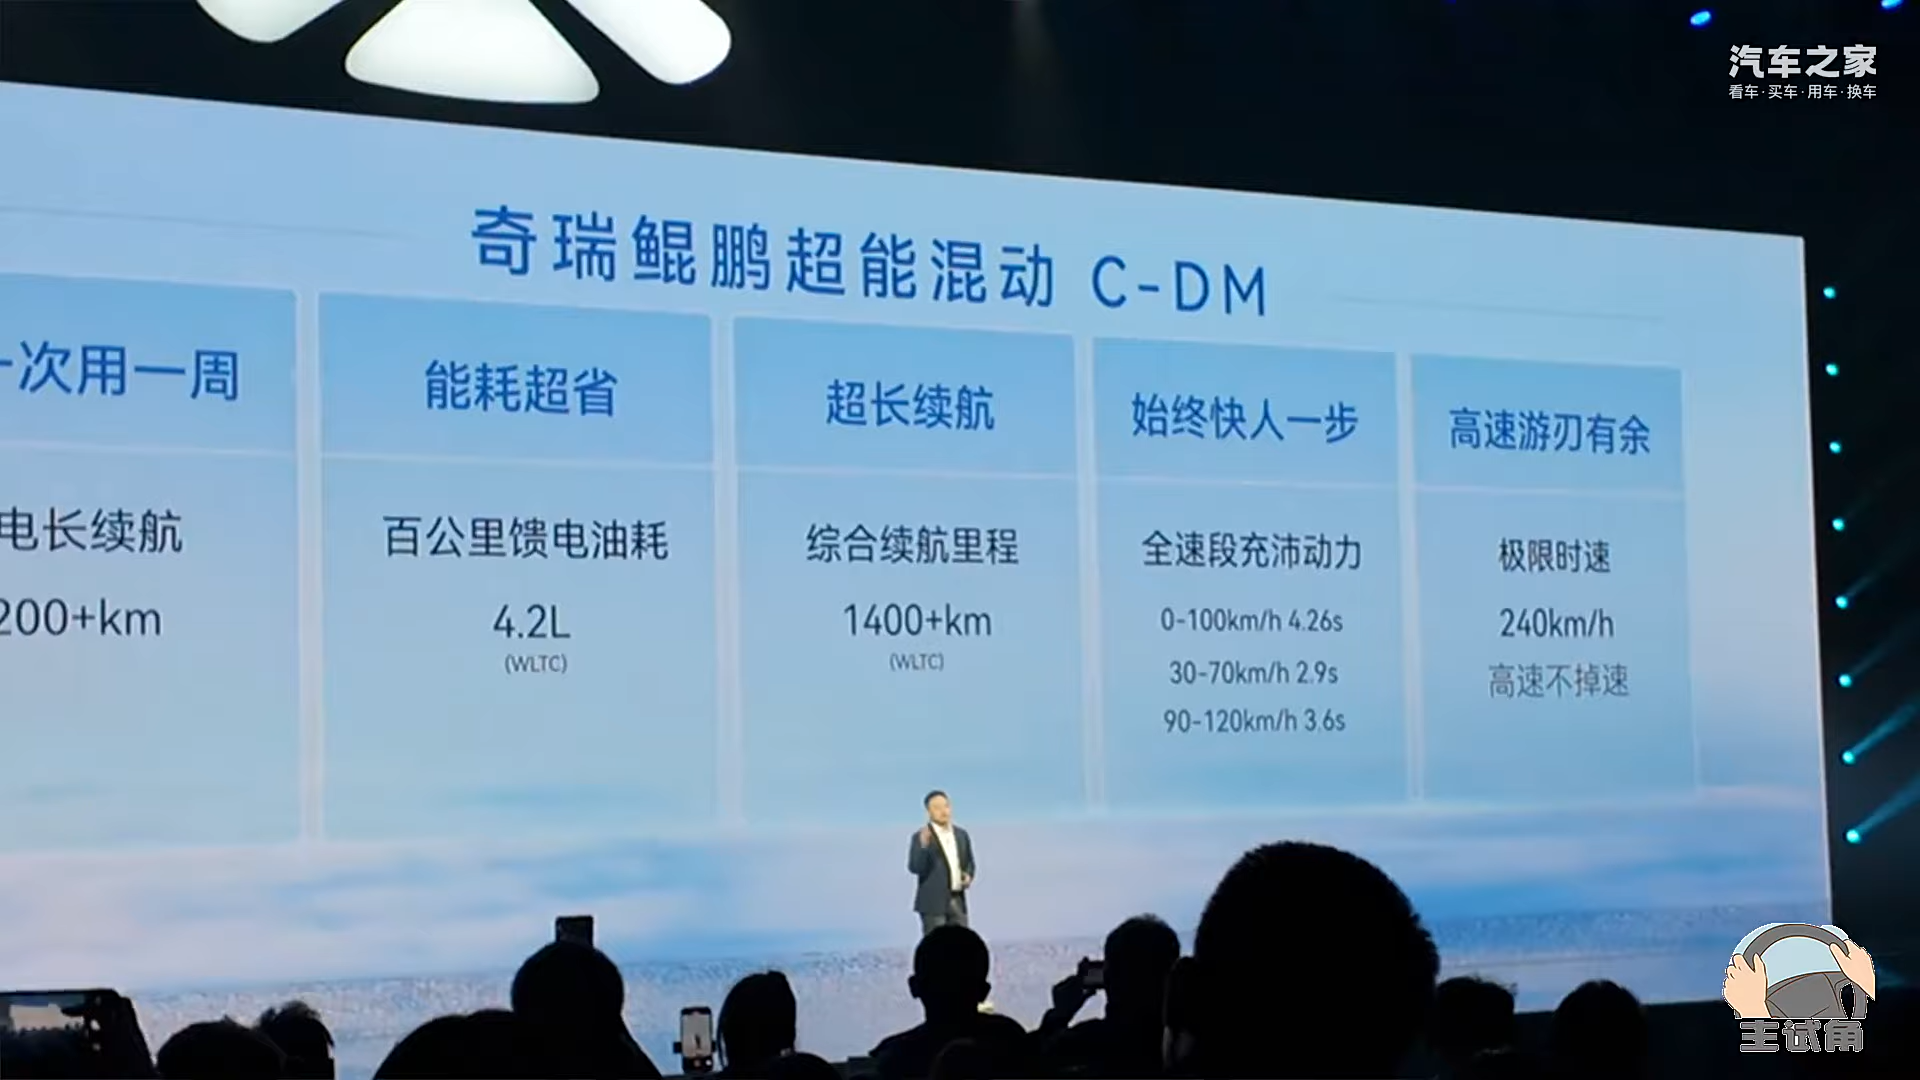 汽车之家
看车·买车·用车·换车
奇瑞鲲鹏超能混动 C-DM
一次用一周
电长续航
200+km
能耗超省
百公里馈电油耗
4.2L
(WLTC)
超长续航
综合续航里程
1400+km
(WLTC)
始终快人一步
全速段充沛动力
0-100km/h 4.26s
30-70km/h 2.9s
90-120km/h 3.6s
高速游刃有余
极限时速
240km/h
高速不掉速
主试角